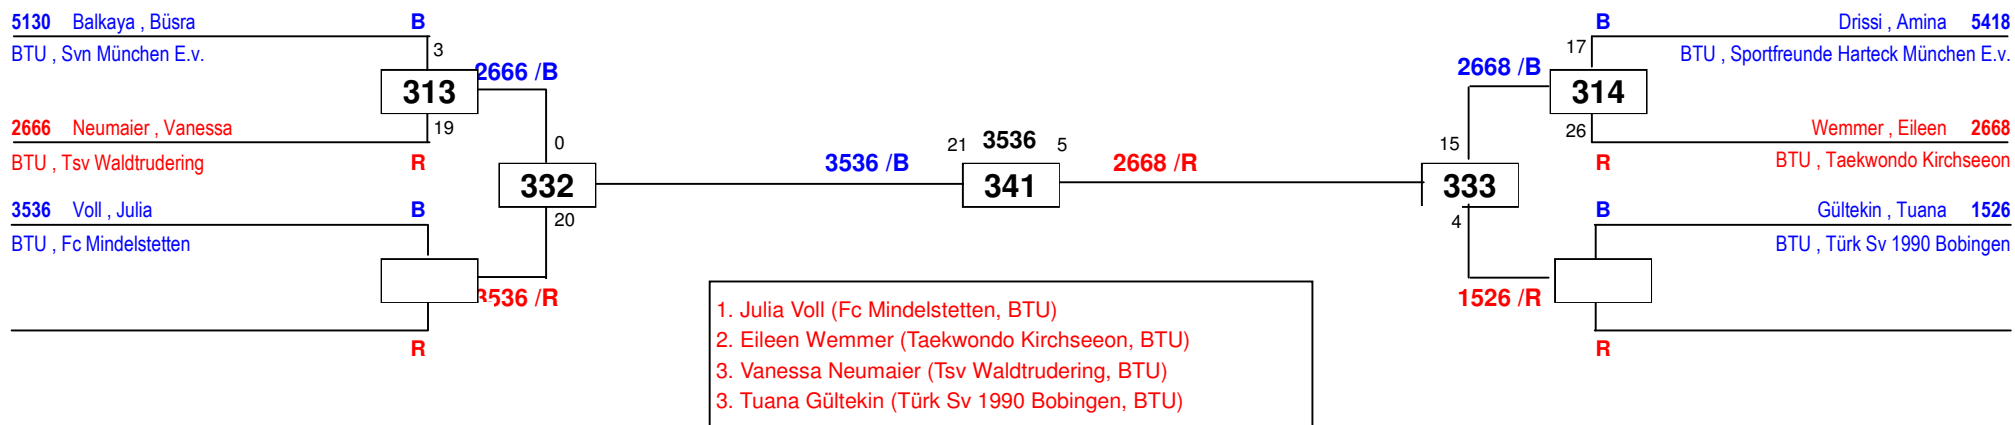 5130 Balkaya , Büsra B
BTU , Svn München E.v.
3
2666 /B
313
2666 Neumaier , Vanessa
19
BTU , Tsv Waldtrudering R
0
332
3536 Voll , Julia B
20
BTU , Fc Mindelstetten
3536 /R
R
3536 /B
21 3536 5
341
2668 /R
B Drissi , Amina 5418
17
BTU , Sportfreunde Harteck München E.v.
2668 /B
314
26
Wemmer , Eileen 2668
R BTU , Taekwondo Kirchseeon
15
333
4
B Gültekin , Tuana 1526
BTU , Türk Sv 1990 Bobingen
1526 /R
R
1. Julia Voll (Fc Mindelstetten, BTU)
2. Eileen Wemmer (Taekwondo Kirchseeon, BTU)
3. Vanessa Neumaier (Tsv Waldtrudering, BTU)
3. Tuana Gültekin (Türk Sv 1990 Bobingen, BTU)